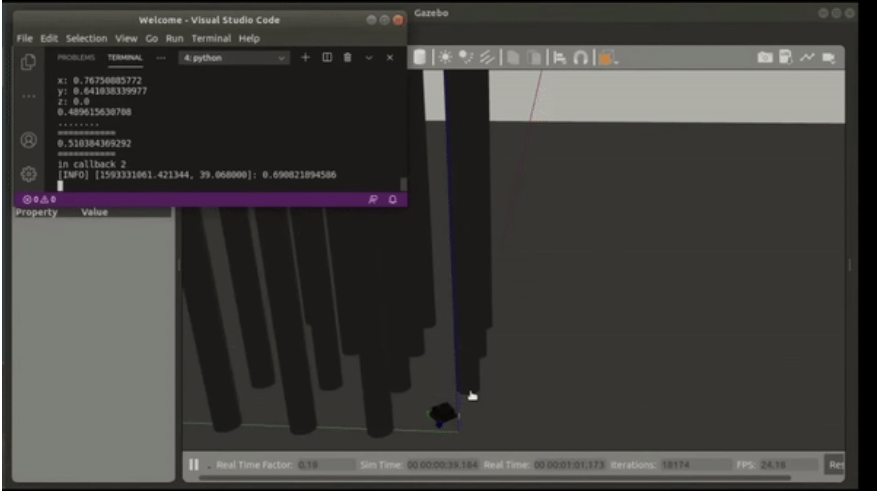 Welcome - Visual Studio Code
Gazebo
File Edit Selection View Go Run Terminal Help
PROBLEMS TERMINAL ... 4: python
x: 0.76750885772
y: 0.641038339977
z: 0.0
0.489615630708
........
===========
0.510384369292
===========
in callback 2
[INFO] [1593331061.421344, 39.068000]: 0.690821894586
0 0
Property Value
Real Time Factor: 0.18 Sim Time: 00 00:00:39.184 Real Time: 00 00:01:01.173 Iterations: 18174 FPS: 24.18 Res